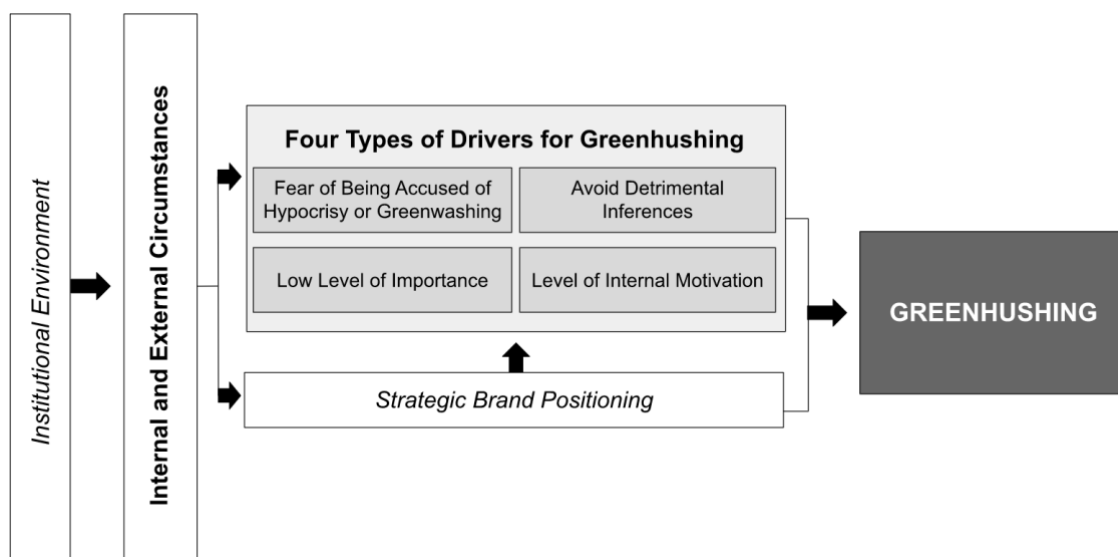 Institutional Environment
Internal and External Circumstances
Four Types of Drivers for Greenhushing
Fear of Being Accused of
Hypocrisy or Greenwashing
Avoid Detrimental
Inferences
Low Level of Importance
Level of Internal Motivation
Strategic Brand Positioning
GREENHUSHING